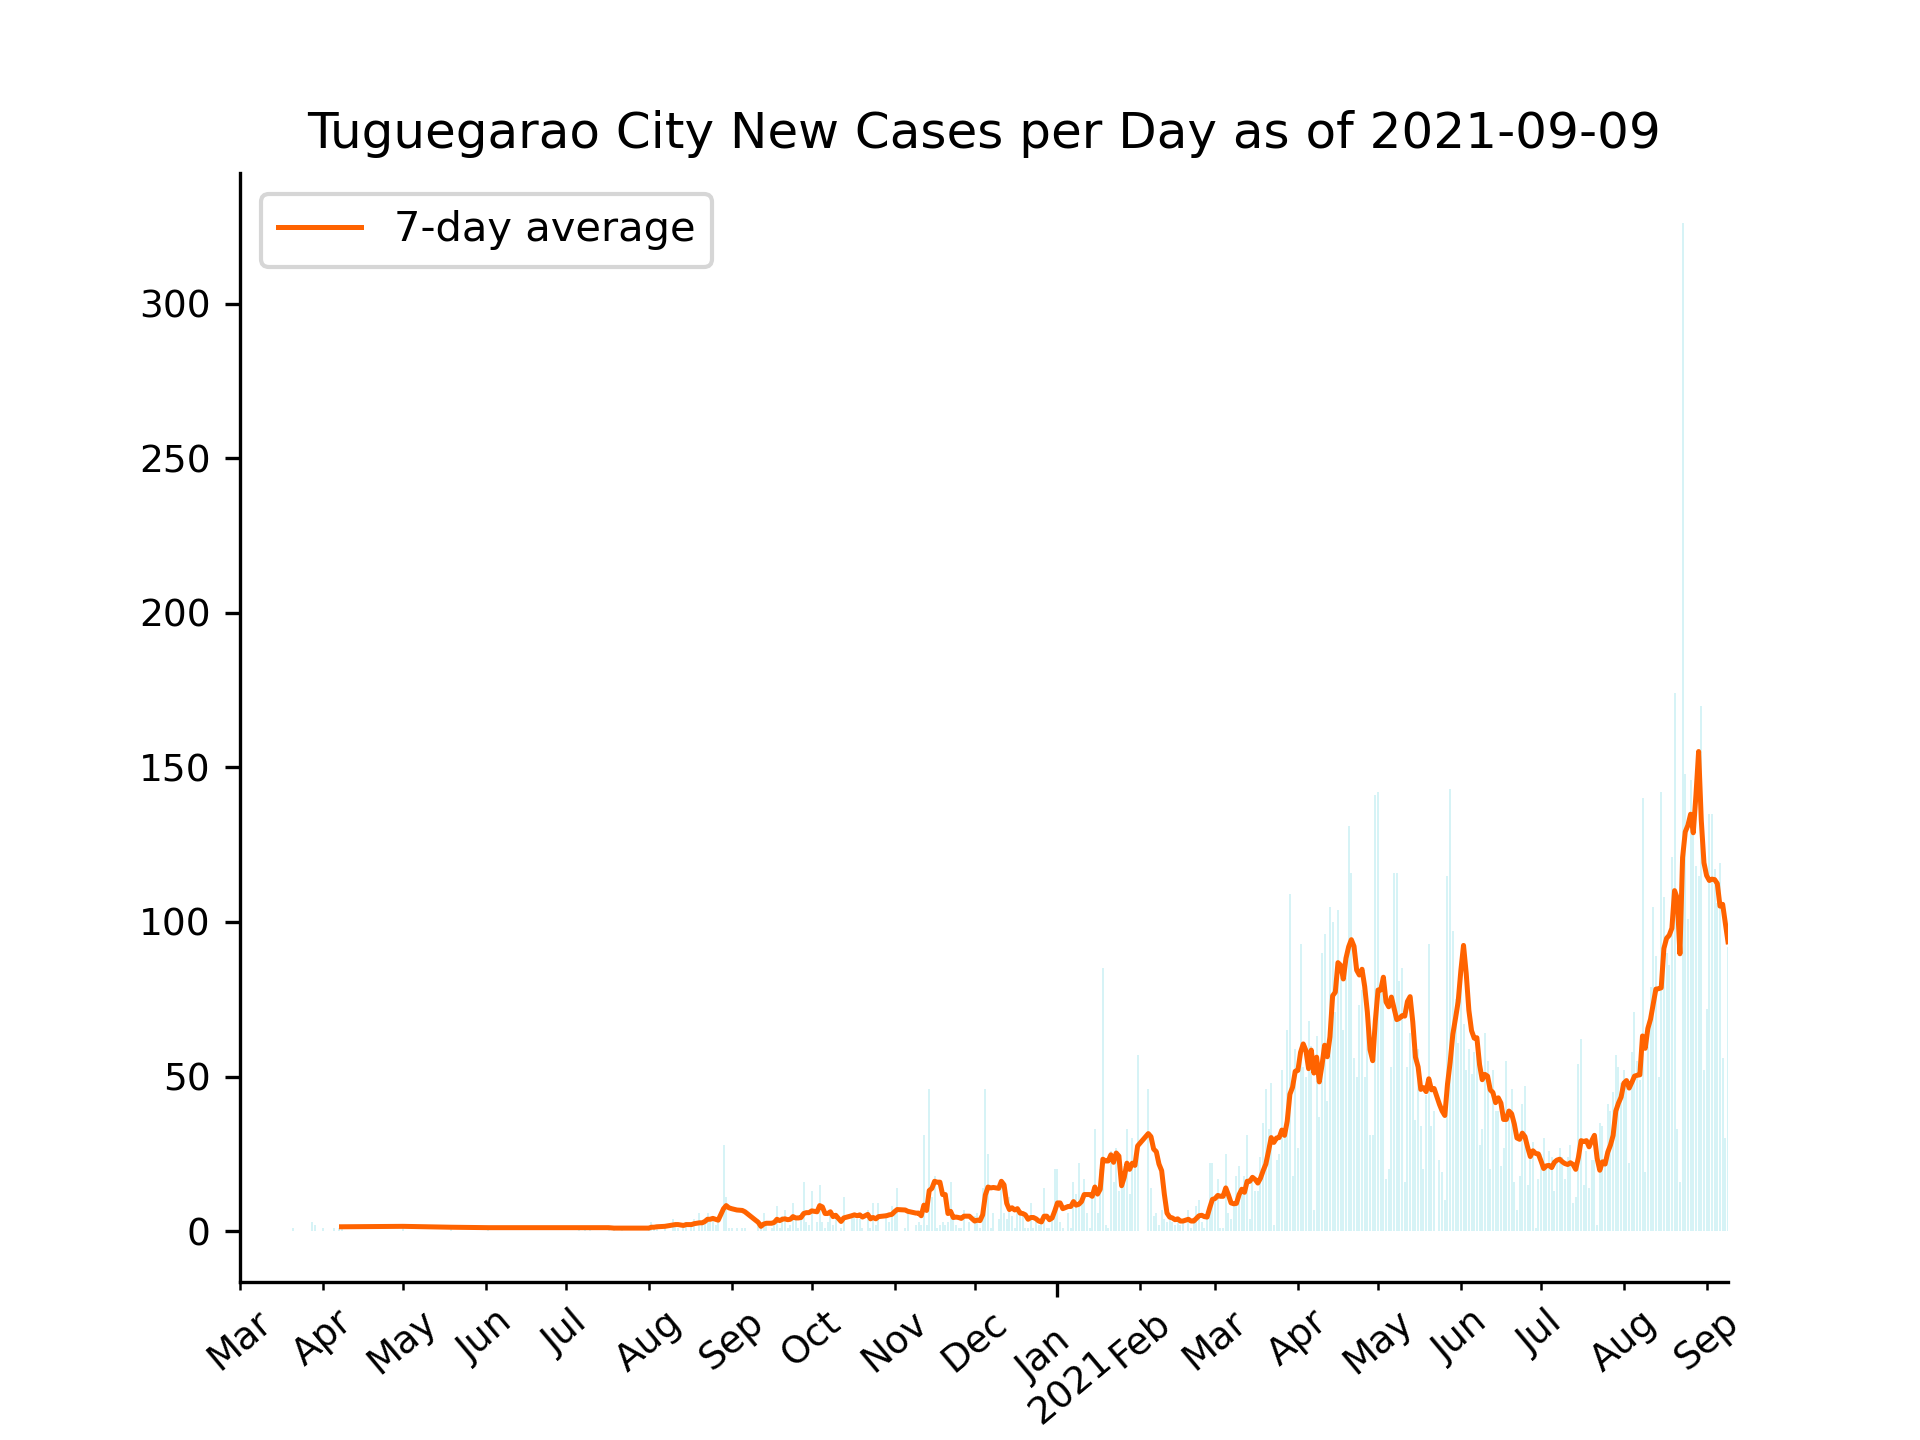 Tuguegarao City New Cases per Day as of 2021-09-09
7-day average
300
250
200
150
100
50
0
Mar Apr May Jun Jul Aug Sep Oct Nov Dec Jan Feb Mar Apr May Jun Jul Aug Sep
2021